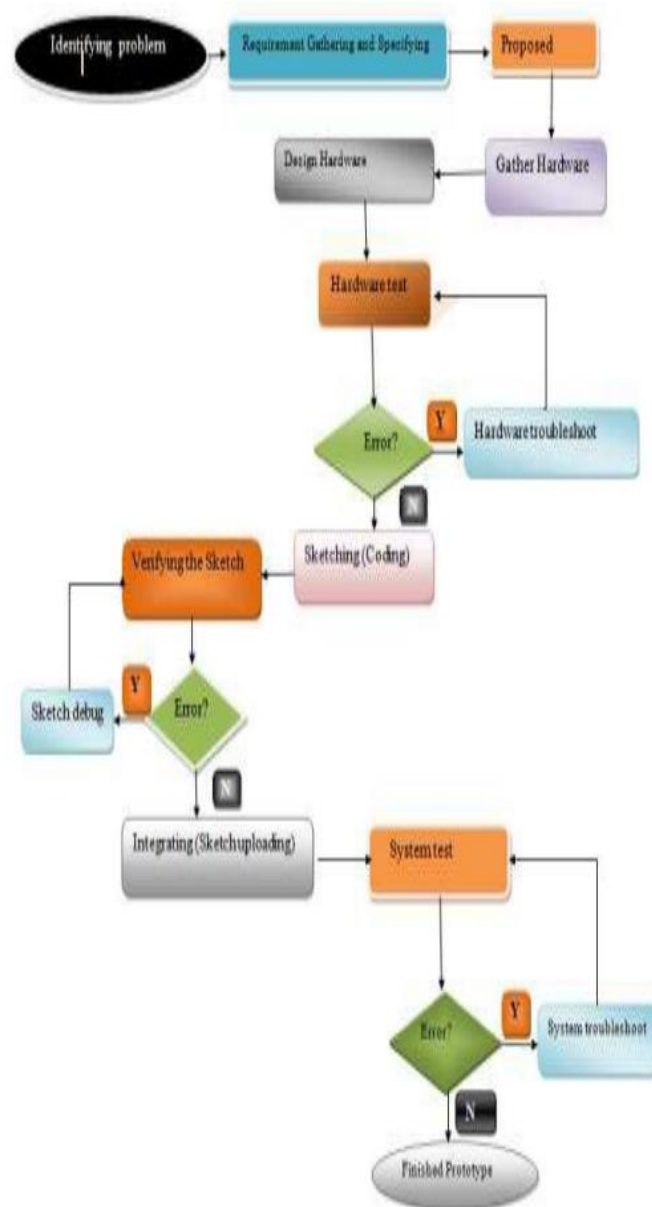 Identifying problem
Requirement Gathering and Specifying
Proposed
Design Hardware
Gather Hardware
Hardware test
Error?
Y
Hardware troubleshoot
N
Sketching (Coding)
Verifying the Sketch
Error?
Y
Sketch debug
N
Integrating (Sketch uploading)
System test
Error?
Y
System troubleshoot
N
Finished Prototype